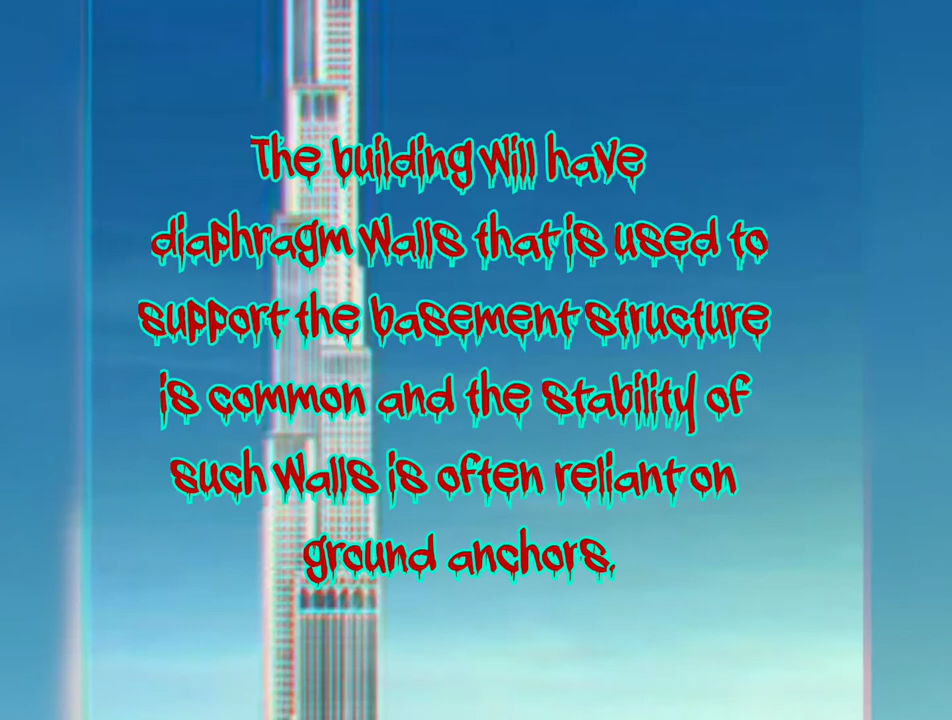 The building will have
diaphragm walls that is used to
support the basement structure
is common and the stability of
such walls is often reliant on
ground anchors.